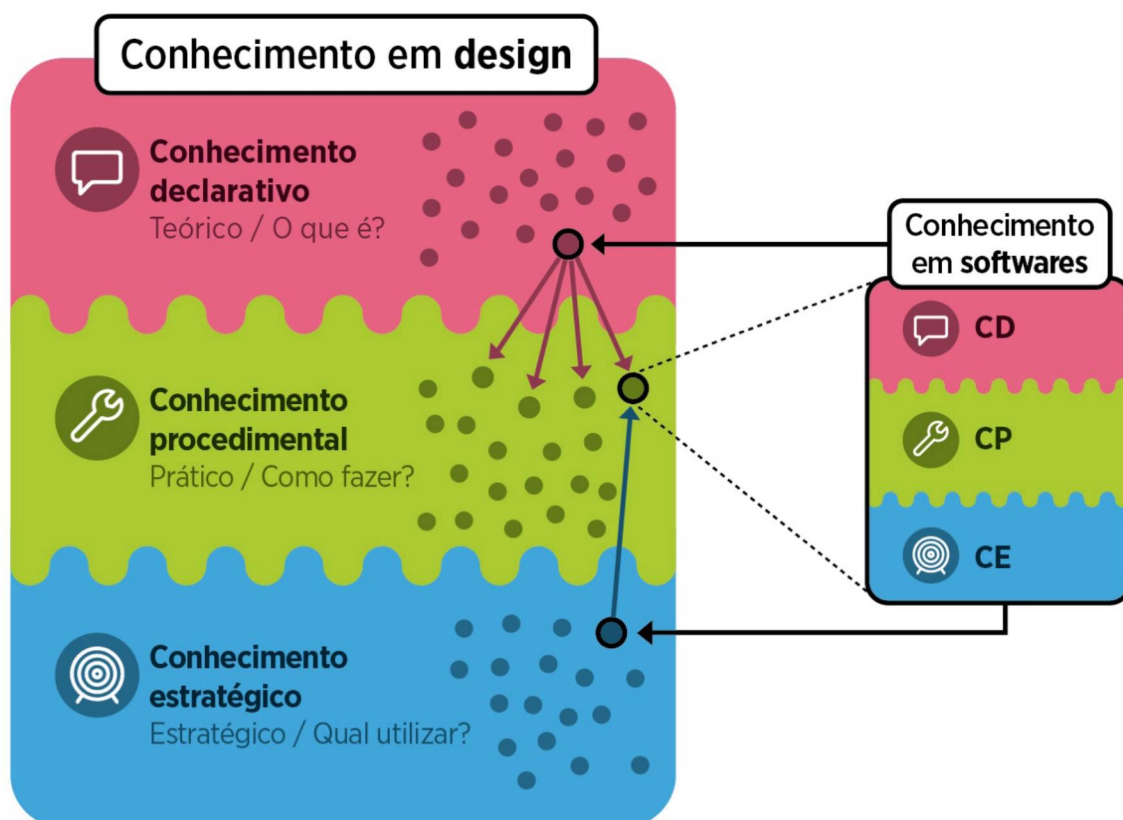 Conhecimento em design
Conhecimento
declarativo
Teórico / O que é?
Conhecimento
procedimental
Prático / Como fazer?
Conhecimento
estratégico
Estratégico / Qual utilizar?
Conhecimento
em softwares
CD
CP
CE